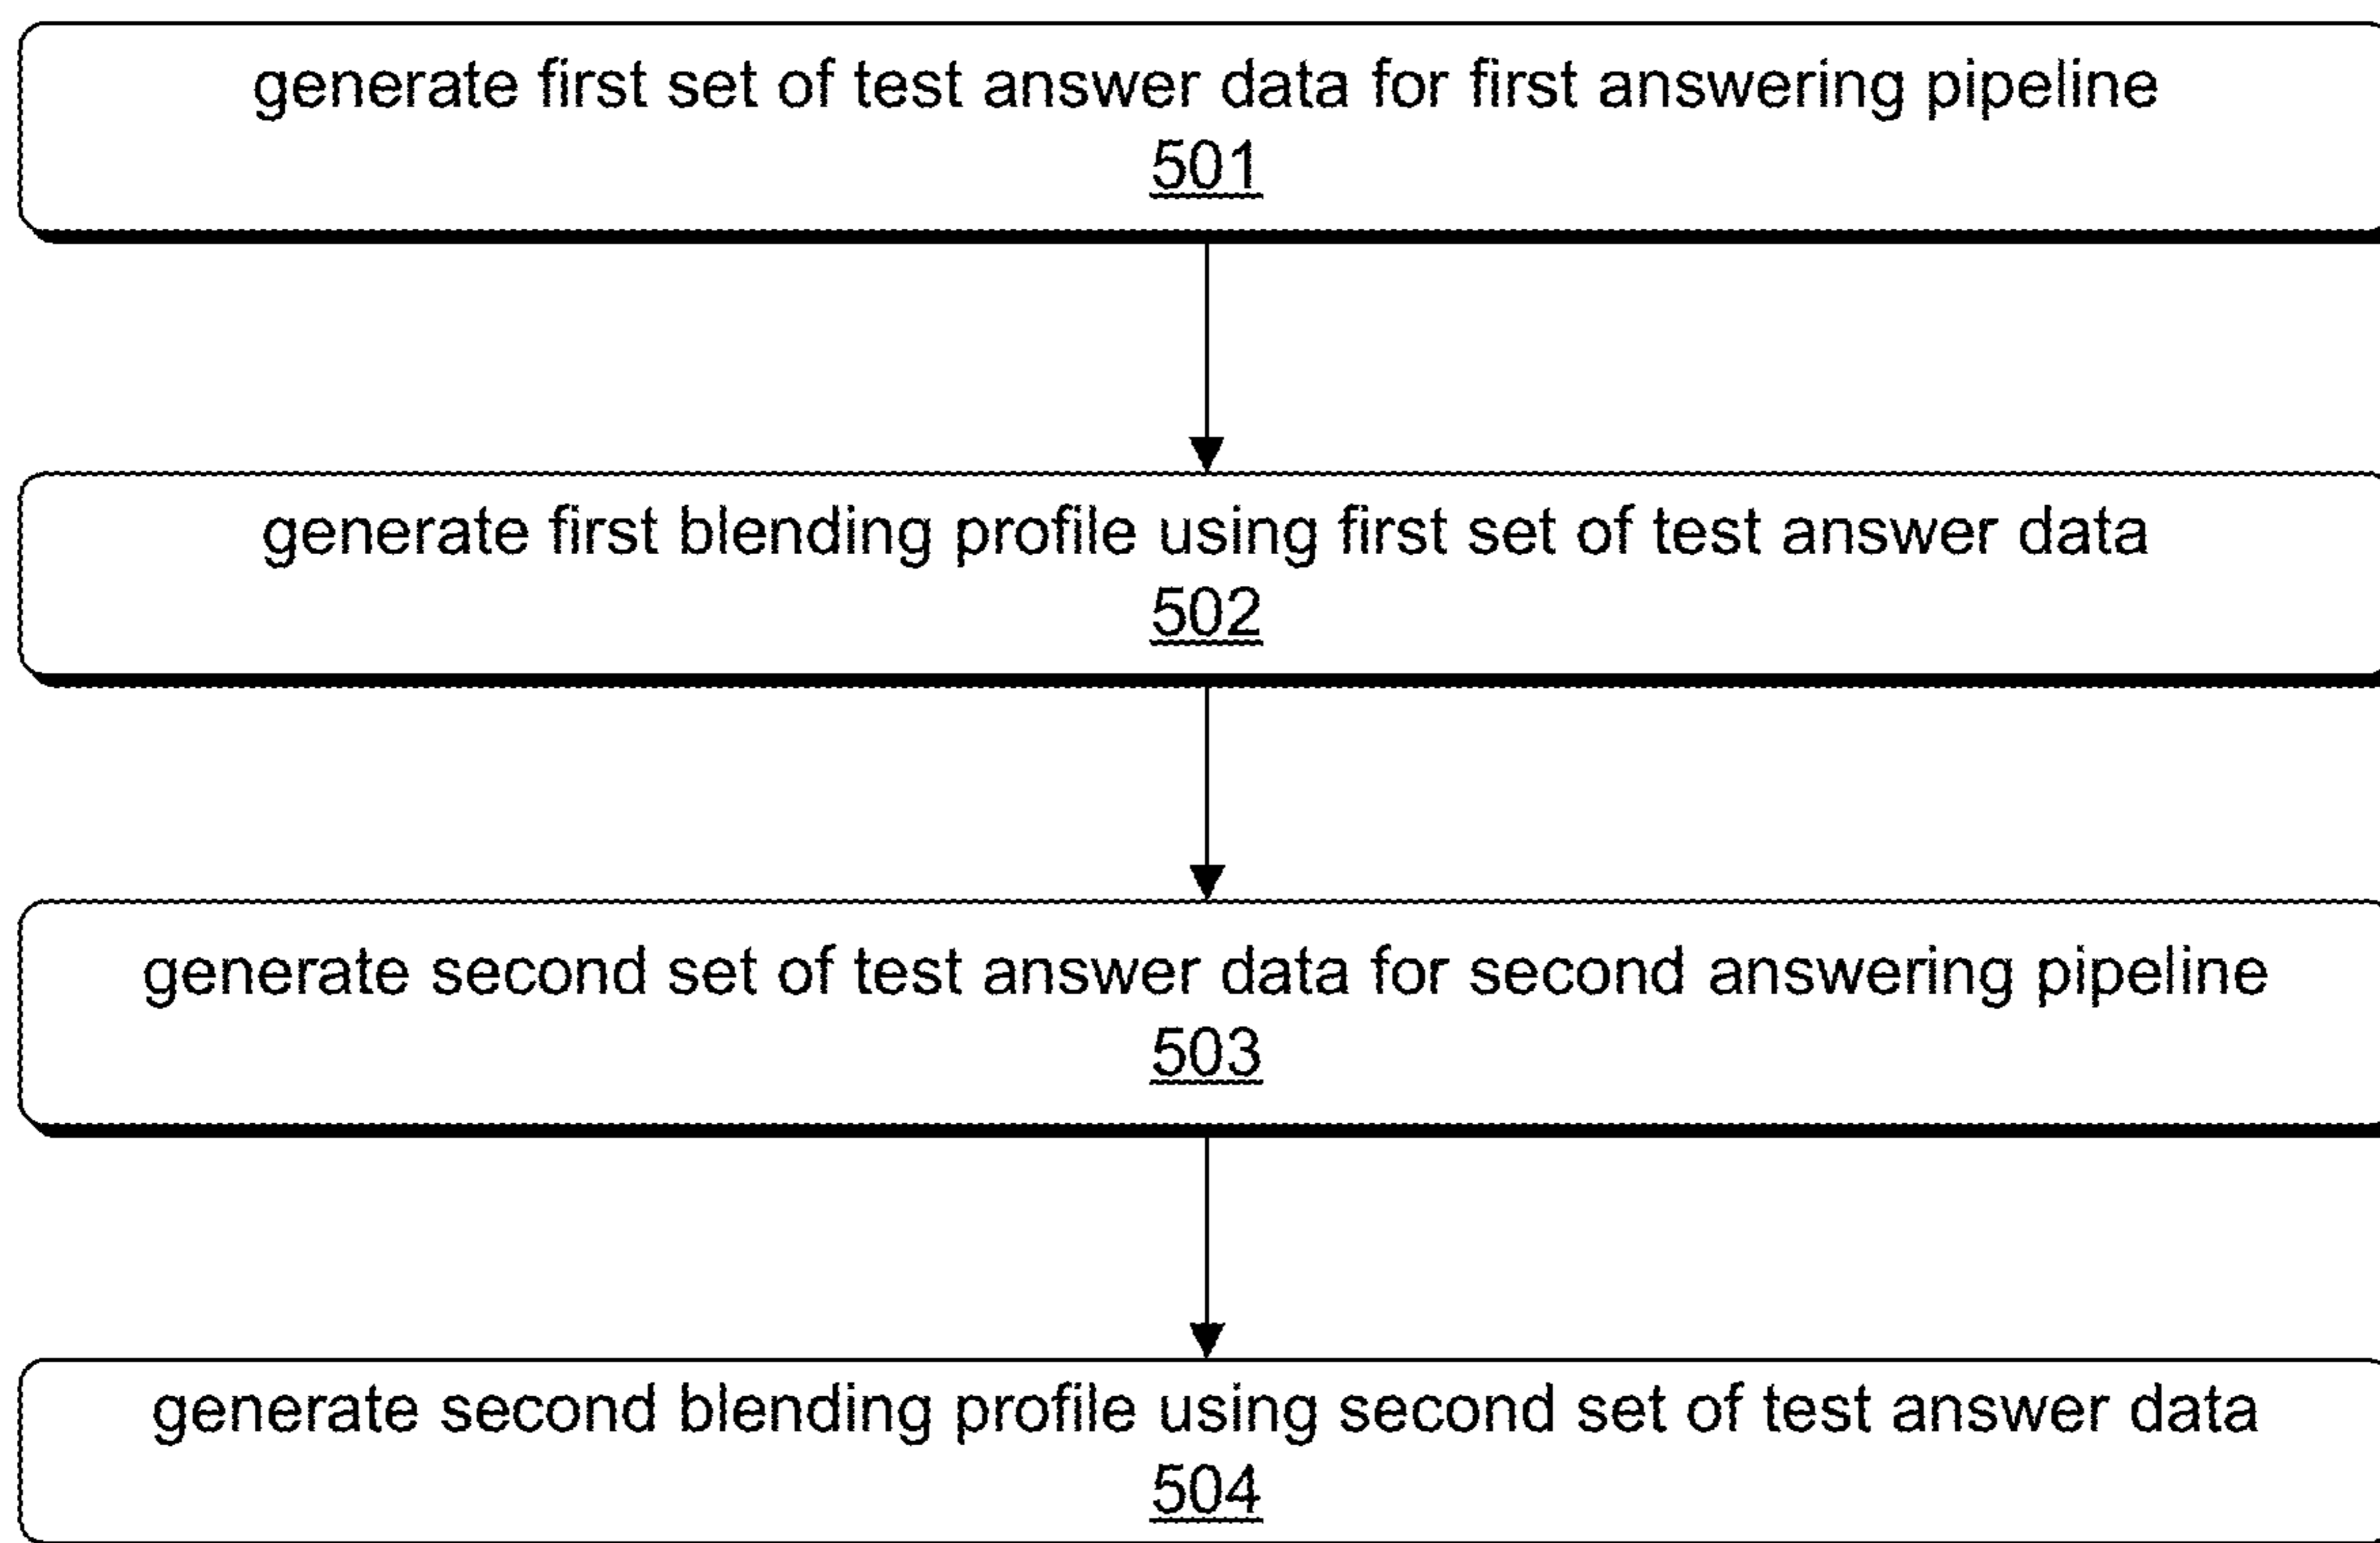 generate first set of test answer data for first answering pipeline
501
generate first blending profile using first set of test answer data
502
generate second set of test answer data for second answering pipeline
503
generate second blending profile using second set of test answer data
504